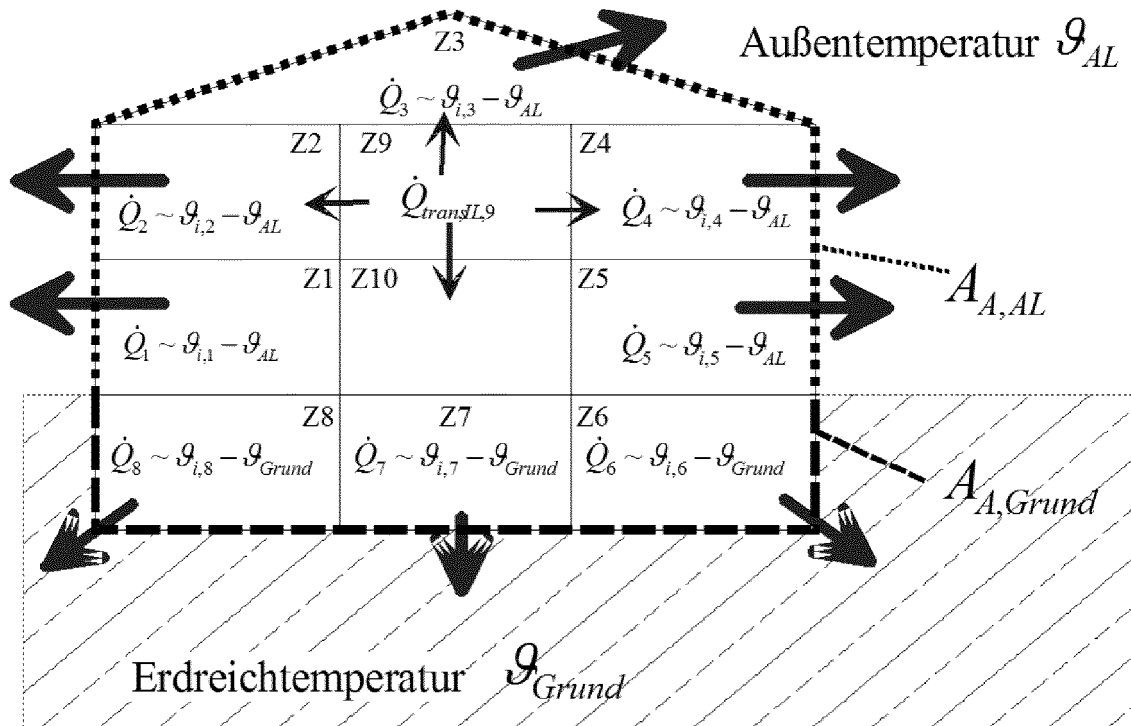 Z3
Außentemperatur ϑ_AL
Q̇_3 ~ ϑ_i,3 − ϑ_AL
Z2 Z9 Z4
Q̇_2 ~ ϑ_i,2 − ϑ_AL Q̇_transIL,9 Q̇_4 ~ ϑ_i,4 − ϑ_AL
Z1 Z10 Z5
A_A,AL
Q̇_1 ~ ϑ_i,1 − ϑ_AL Q̇_5 ~ ϑ_i,5 − ϑ_AL
Z8 Z7 Z6
Q̇_8 ~ ϑ_i,8 − ϑ_Grund Q̇_7 ~ ϑ_i,7 − ϑ_Grund Q̇_6 ~ ϑ_i,6 − ϑ_Grund
A_A,Grund
Erdreichtemperatur ϑ_Grund